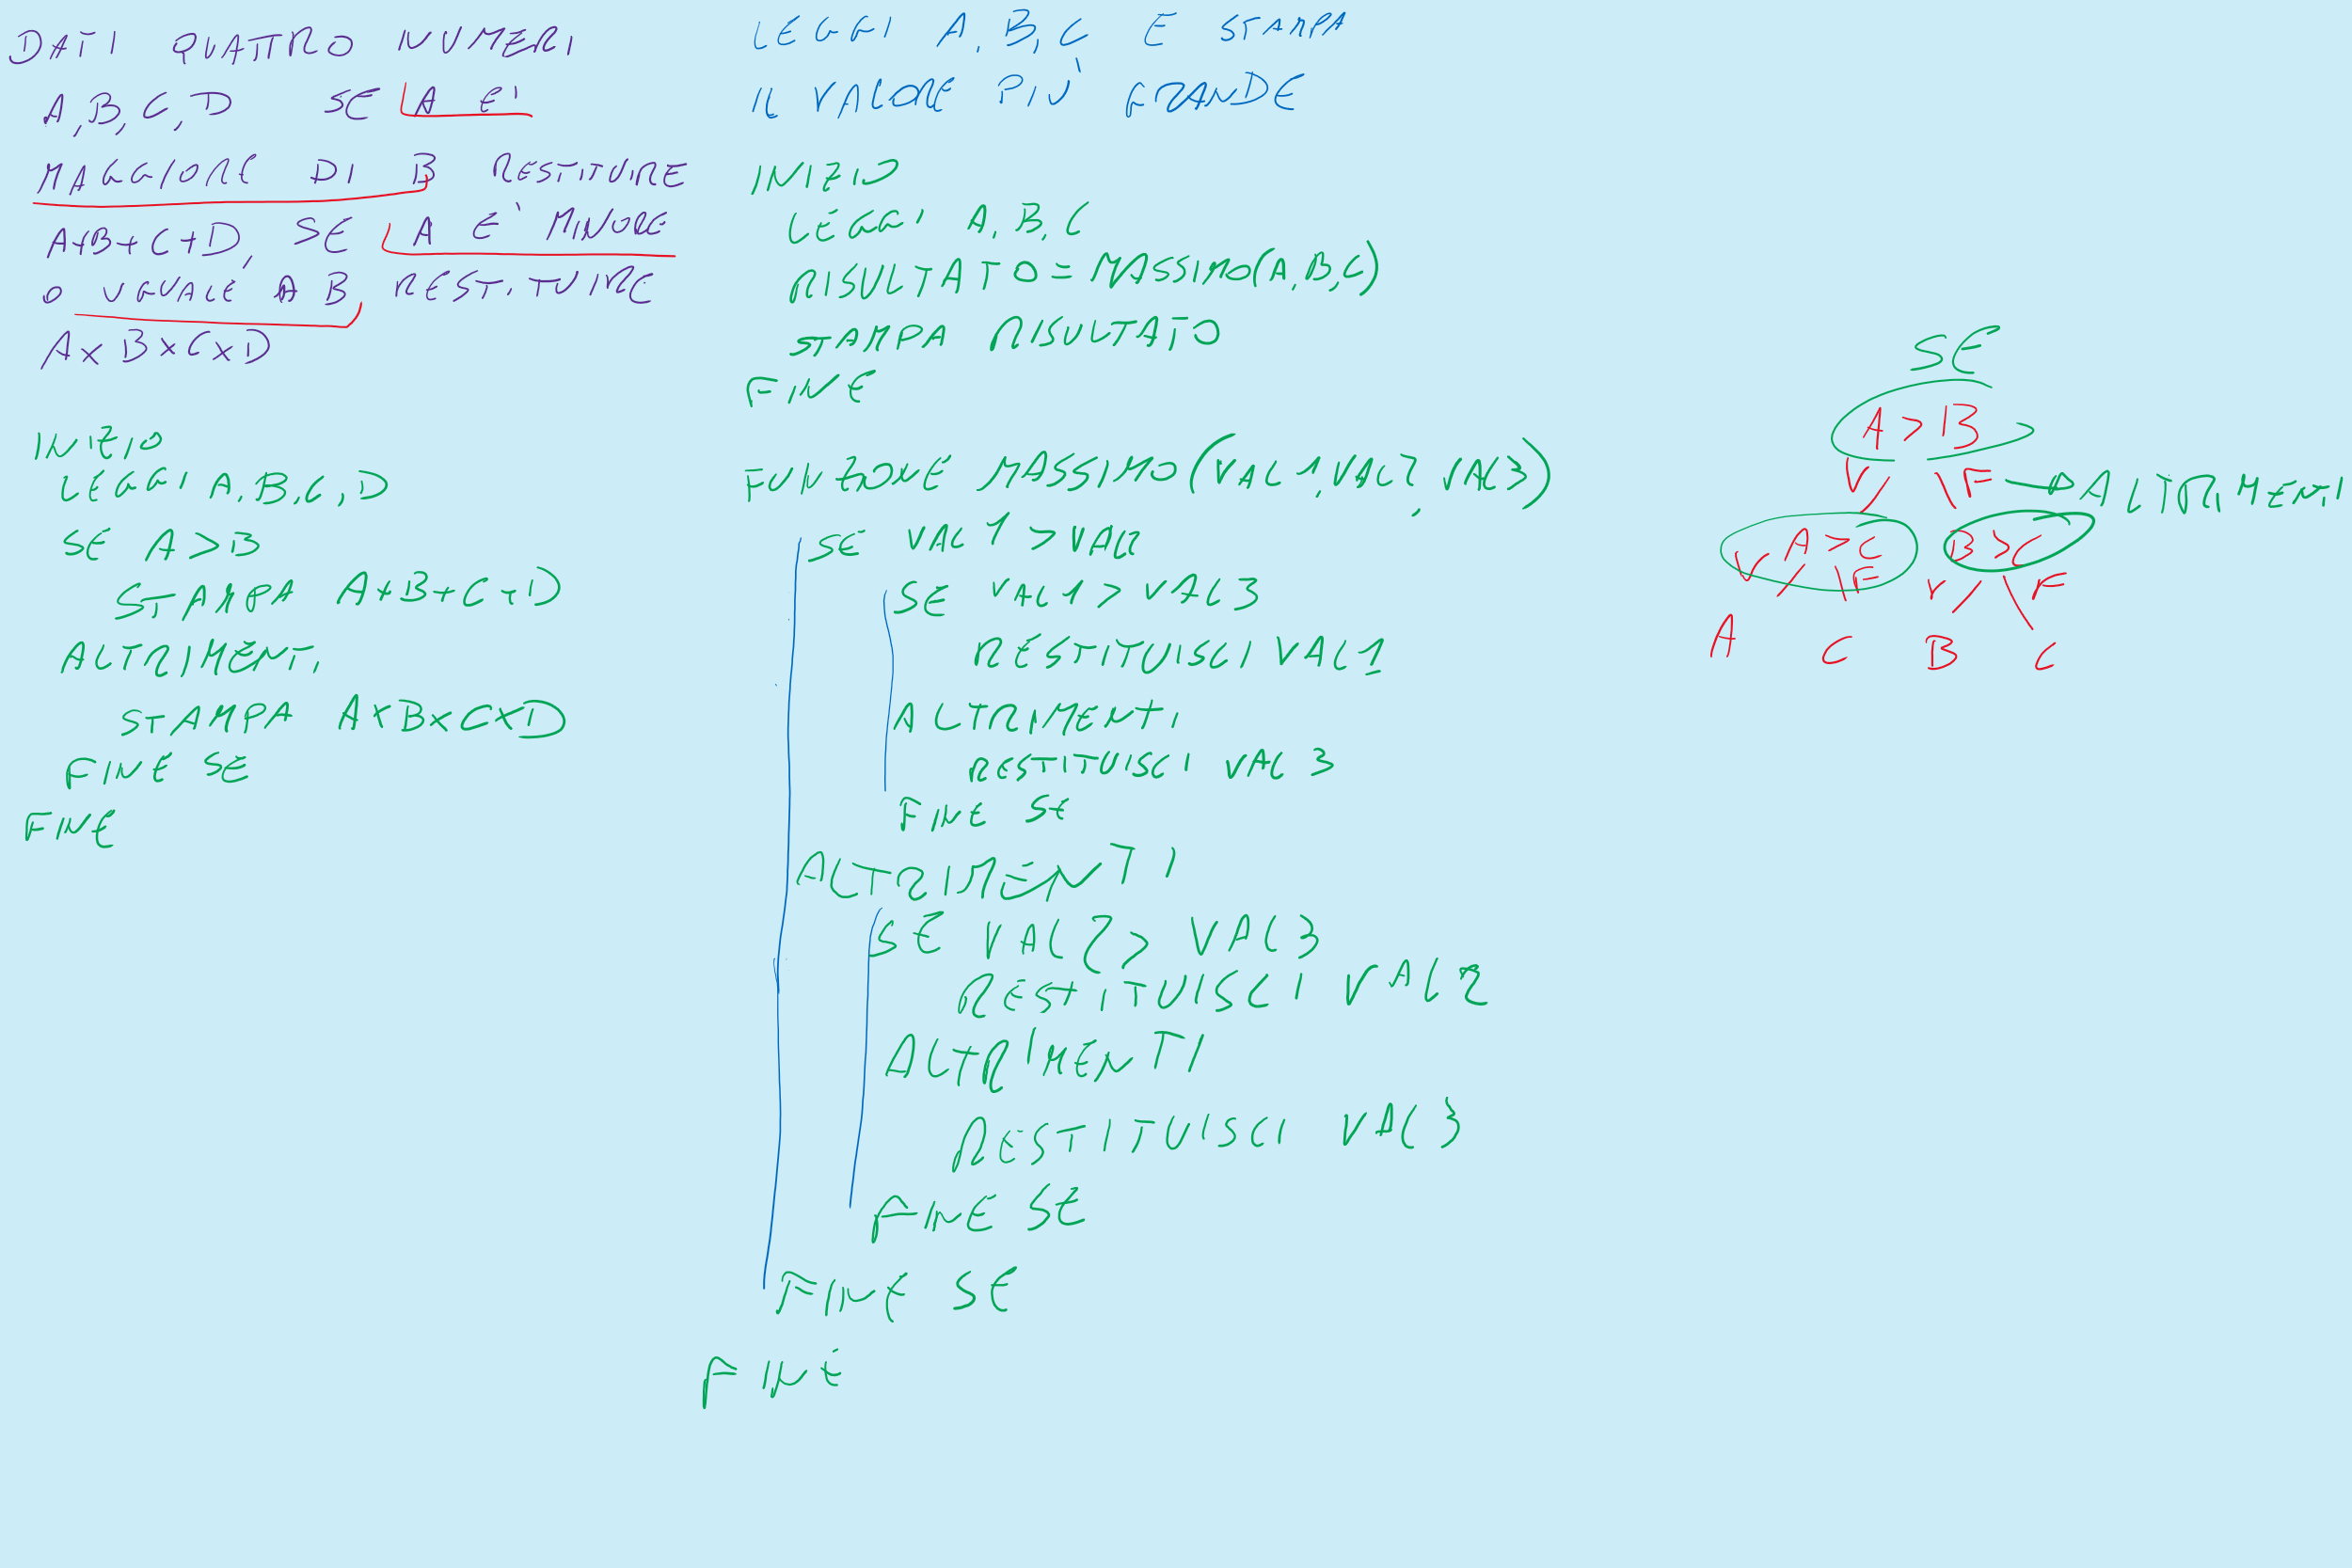 DATI QUATTRO NUMERI
A, B, C, D SE A E'
MAGGIORE DI B RESTITUIRE
A+B+C+D, SE A E' MINORE
O UGUALE A B, RESTITUIRE
A×B×C×D
INIZIO
LEGGI A, B, C, D
SE A > B
STAMPA A+B+C+D
ALTRIMENTI
STAMPA A×B×C×D
FINE SE
FINE
LEGGI A, B, C E STAMPA
IL VALORE PIÙ GRANDE
INIZIO
LEGGI A, B, C
RISULTATO = MASSIMO(A, B, C)
STAMPA RISULTATO
FINE
FUNZIONE MASSIMO(VAL1, VAL2, VAL3)
SE VAL1 > VAL2
SE VAL1 > VAL3
RESTITUISCI VAL1
ALTRIMENTI
RESTITUISCI VAL3
FINE SE
ALTRIMENTI
SE VAL2 > VAL3
RESTITUISCI VAL2
ALTRIMENTI
RESTITUISCI VAL3
FINE SE
FINE SE
FINE
SE
A > B
V F → ALTRIMENTI
A > C B > C
V F V F
A C B C